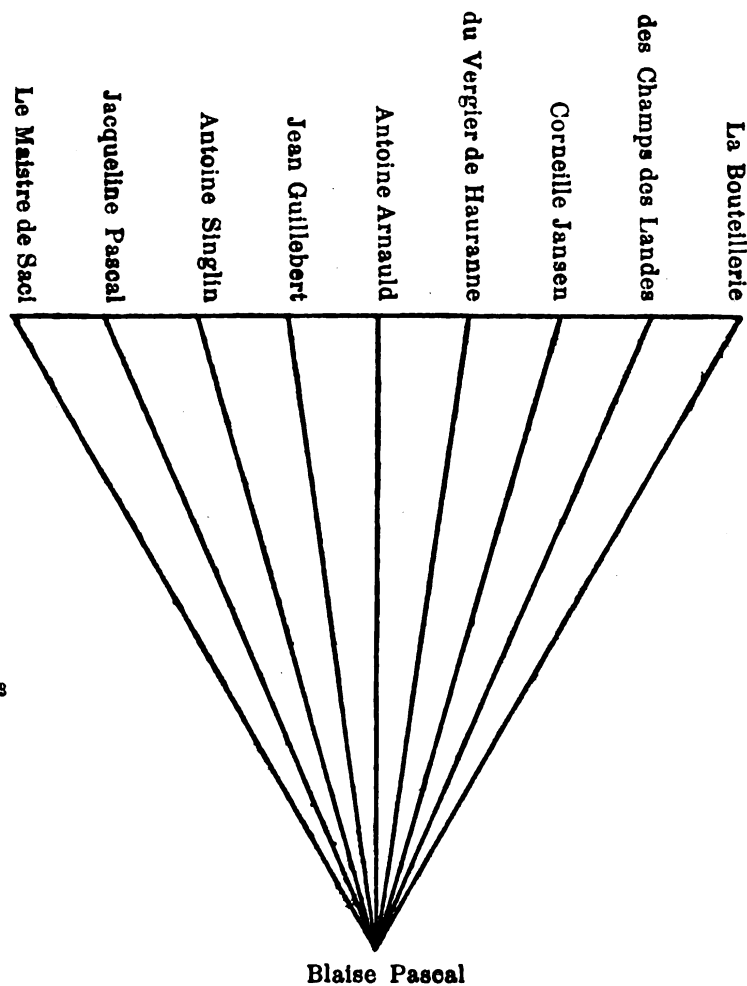 Le Maistre de Saci
Jacqueline Pascal
Antoine Singlin
Jean Guillebert
Antoine Arnauld
du Vergier de Hauranne
Corneille Jansen
des Champs des Landes
La Bouteillerie
Blaise Pascal